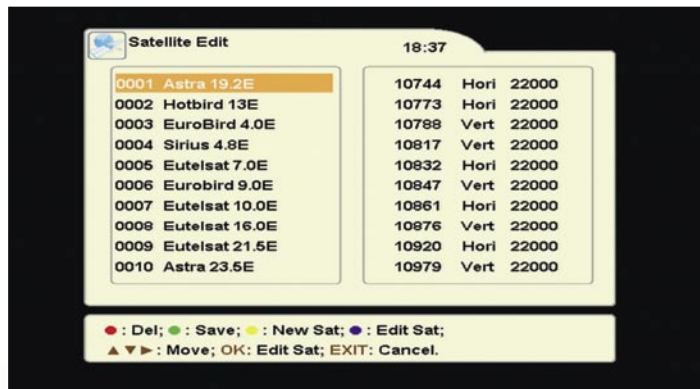 Satellite Edit 18:37
0001 Astra 19.2E 10744 Hori 22000
0002 Hotbird 13E 10773 Hori 22000
0003 EuroBird 4.0E 10788 Vert 22000
0004 Sirius 4.8E 10817 Vert 22000
0005 Eutelsat 7.0E 10832 Hori 22000
0006 Eurobird 9.0E 10847 Vert 22000
0007 Eutelsat 10.0E 10861 Hori 22000
0008 Eutelsat 16.0E 10876 Vert 22000
0009 Eutelsat 21.5E 10920 Hori 22000
0010 Astra 23.5E 10979 Vert 22000
: Del; : Save; : New Sat; : Edit Sat;
▲▼►: Move; OK: Edit Sat; EXIT: Cancel.